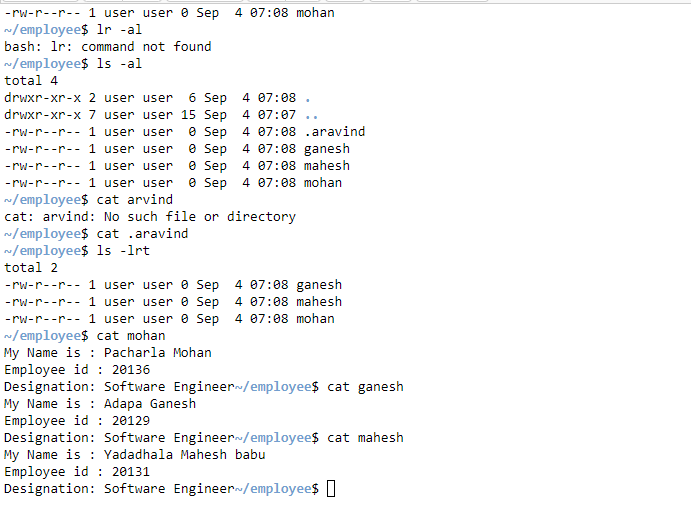 -rw-r--r-- 1 user user 0 Sep  4 07:08 mohan
~/employee$ lr -al
bash: lr: command not found
~/employee$ ls -al
total 4
drwxr-xr-x 2 user user  6 Sep  4 07:08 .
drwxr-xr-x 7 user user 15 Sep  4 07:07 ..
-rw-r--r-- 1 user user  0 Sep  4 07:08 .aravind
-rw-r--r-- 1 user user  0 Sep  4 07:08 ganesh
-rw-r--r-- 1 user user  0 Sep  4 07:08 mahesh
-rw-r--r-- 1 user user  0 Sep  4 07:08 mohan
~/employee$ cat arvind
cat: arvind: No such file or directory
~/employee$ cat .aravind
~/employee$ ls -lrt
total 2
-rw-r--r-- 1 user user 0 Sep  4 07:08 ganesh
-rw-r--r-- 1 user user 0 Sep  4 07:08 mahesh
-rw-r--r-- 1 user user 0 Sep  4 07:08 mohan
~/employee$ cat mohan
My Name is : Pacharla Mohan
Employee id : 20136
Designation: Software Engineer~/employee$ cat ganesh
My Name is : Adapa Ganesh
Employee id : 20129
Designation: Software Engineer~/employee$ cat mahesh
My Name is : Yadadhala Mahesh babu
Employee id : 20131
Designation: Software Engineer~/employee$